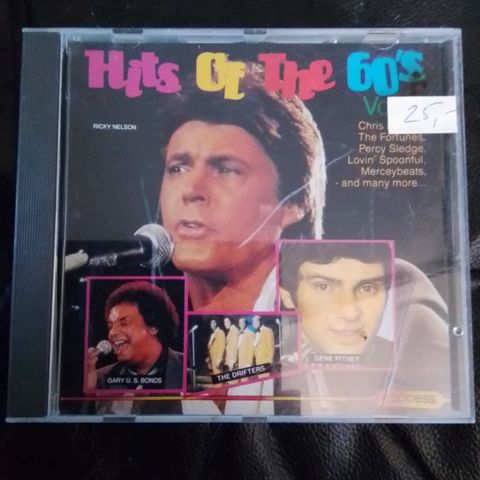 Hits Of The 60's
Vo
25,-
RICKY NELSON
Chris
The Fortunes,
Percy Sledge,
Lovin' Spoonful,
Merceybeats,
- and many more...
GARY U.S. BONDS
THE DRIFTERS
GENE PITNEY
access